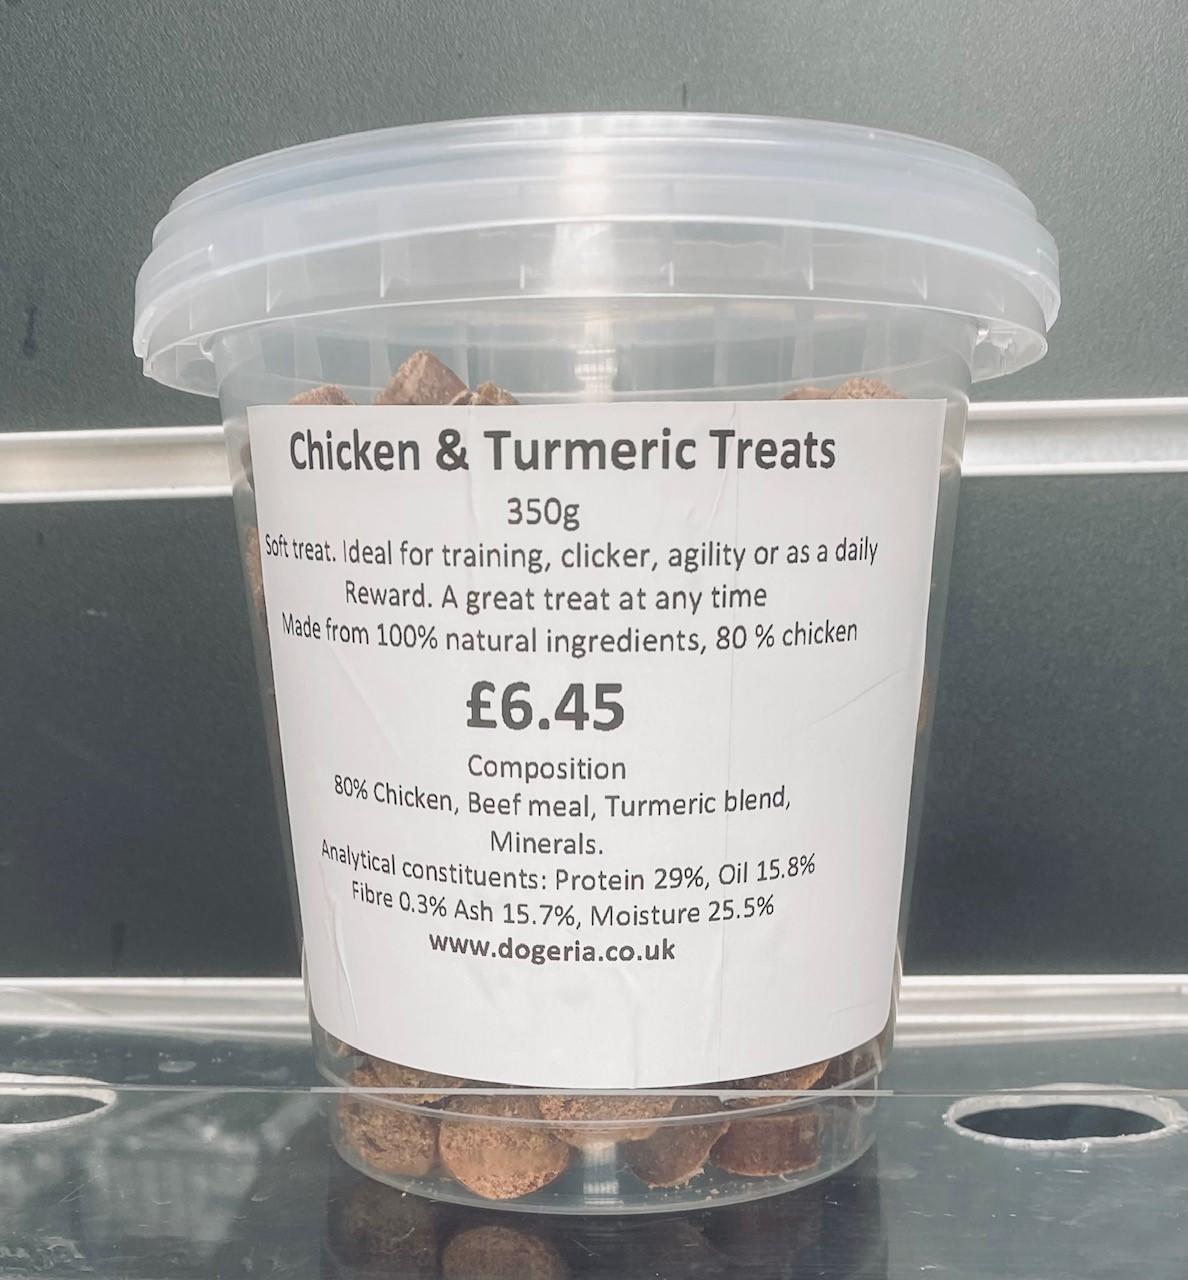 Chicken & Turmeric Treats
350g
Soft treat. Ideal for training, clicker, agility or as a daily
Reward. A great treat at any time
Made from 100% natural ingredients, 80 % chicken
£6.45
Composition
80% Chicken, Beef meal, Turmeric blend,
Minerals.
Analytical constituents: Protein 29%, Oil 15.8%
Fibre 0.3% Ash 15.7%, Moisture 25.5%
www.dogeria.co.uk